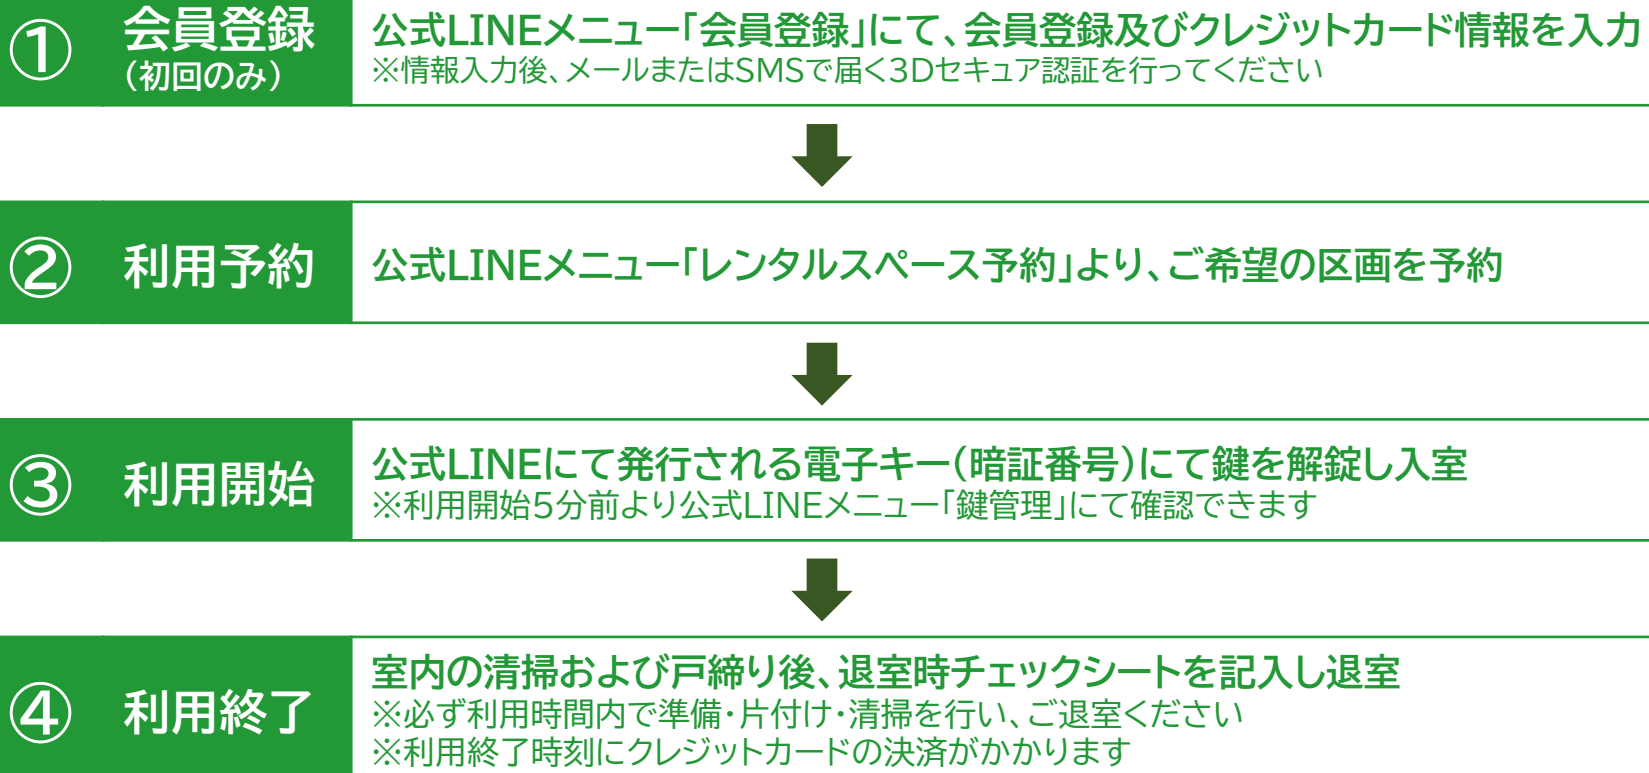 ① 会員登録
(初回のみ)
公式LINEメニュー「会員登録」にて、会員登録及びクレジットカード情報を入力
※情報入力後、メールまたはSMSで届く3Dセキュア認証を行ってください
② 利用予約
公式LINEメニュー「レンタルスペース予約」より、ご希望の区画を予約
③ 利用開始
公式LINEにて発行される電子キー(暗証番号)にて鍵を解錠し入室
※利用開始5分前より公式LINEメニュー「鍵管理」にて確認できます
④ 利用終了
室内の清掃および戸締り後、退室時チェックシートを記入し退室
※必ず利用時間内で準備・片付け・清掃を行い、ご退室ください
※利用終了時刻にクレジットカードの決済がかかります